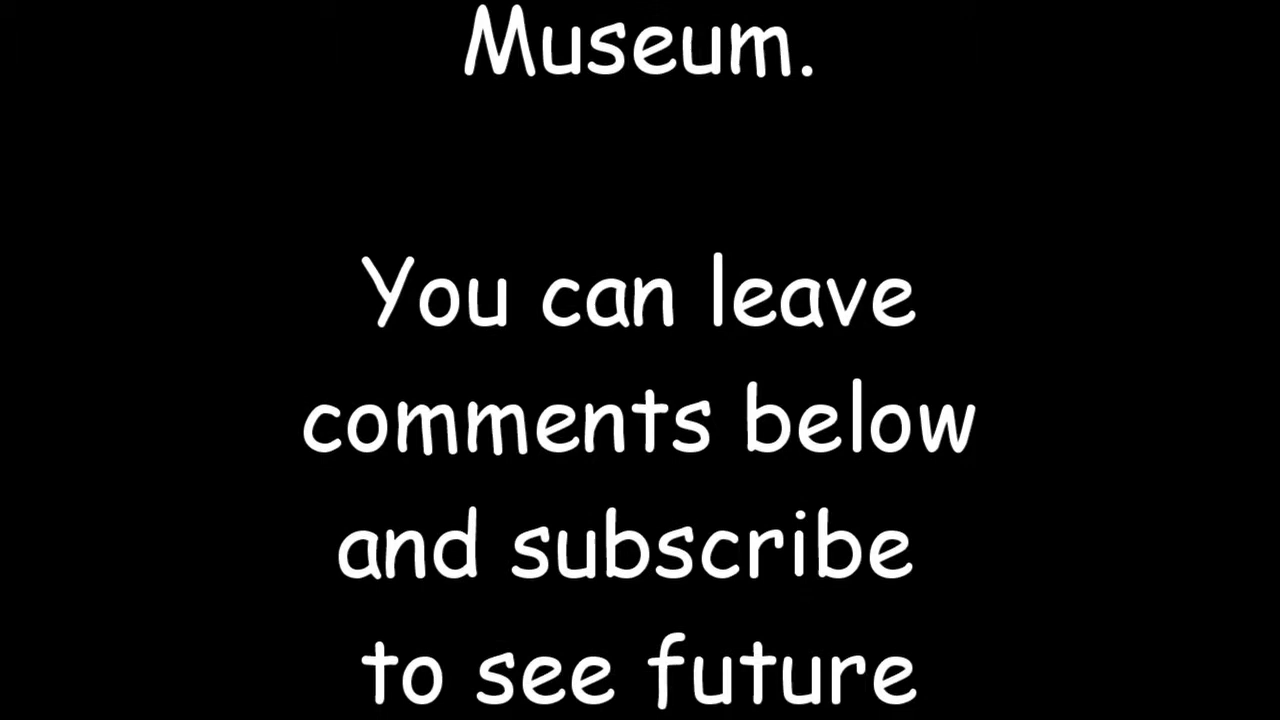 Museum.
You can leave
comments below
and subscribe
to see future